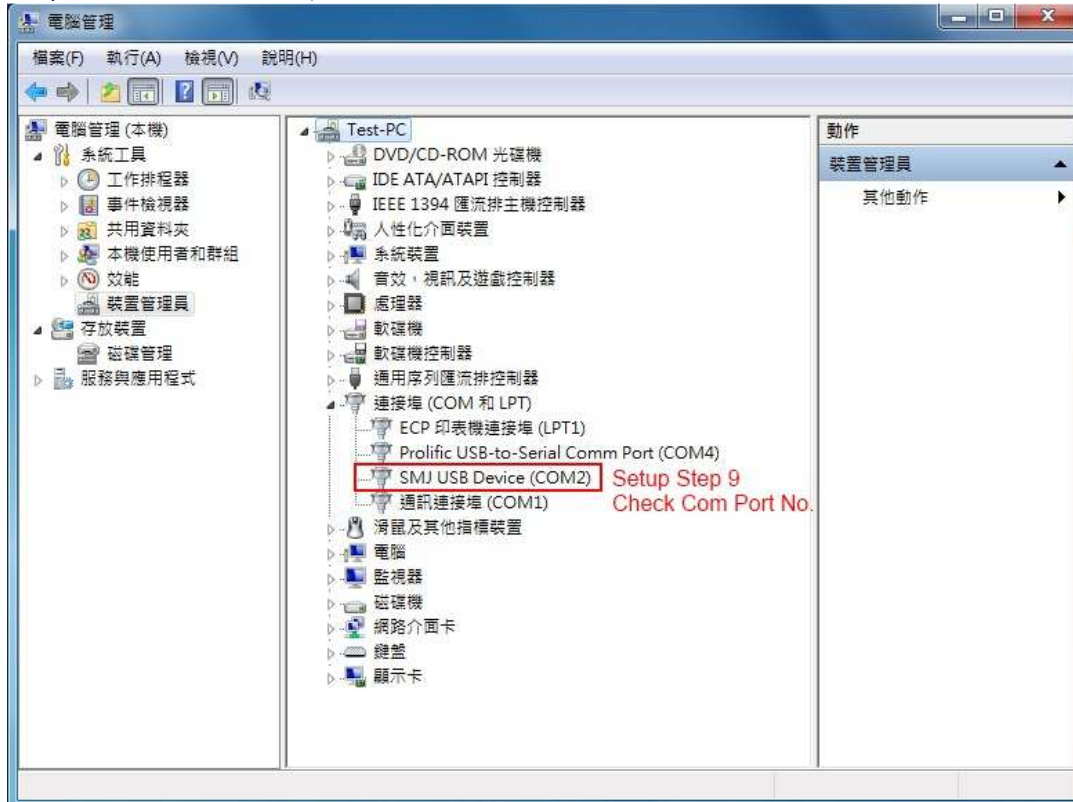 電腦管理
檔案(F) 執行(A) 檢視(V) 說明(H)
電腦管理 (本機)
系統工具
工作排程器
事件檢視器
共用資料夾
本機使用者和群組
效能
裝置管理員
存放裝置
磁碟管理
服務與應用程式
Test-PC
DVD/CD-ROM 光碟機
IDE ATA/ATAPI 控制器
IEEE 1394 匯流排主機控制器
人性化介面裝置
系統裝置
音效，視訊及遊戲控制器
處理器
軟碟機
軟碟機控制器
通用序列匯流排控制器
連接埠 (COM 和 LPT)
ECP 印表機連接埠 (LPT1)
Prolific USB-to-Serial Comm Port (COM4)
SMJ USB Device (COM2)
Setup Step 9
通訊連接埠 (COM1)
Check Com Port No.
滑鼠及其他指標裝置
電腦
監視器
磁碟機
網路介面卡
鍵盤
顯示卡
動作
裝置管理員
其他動作